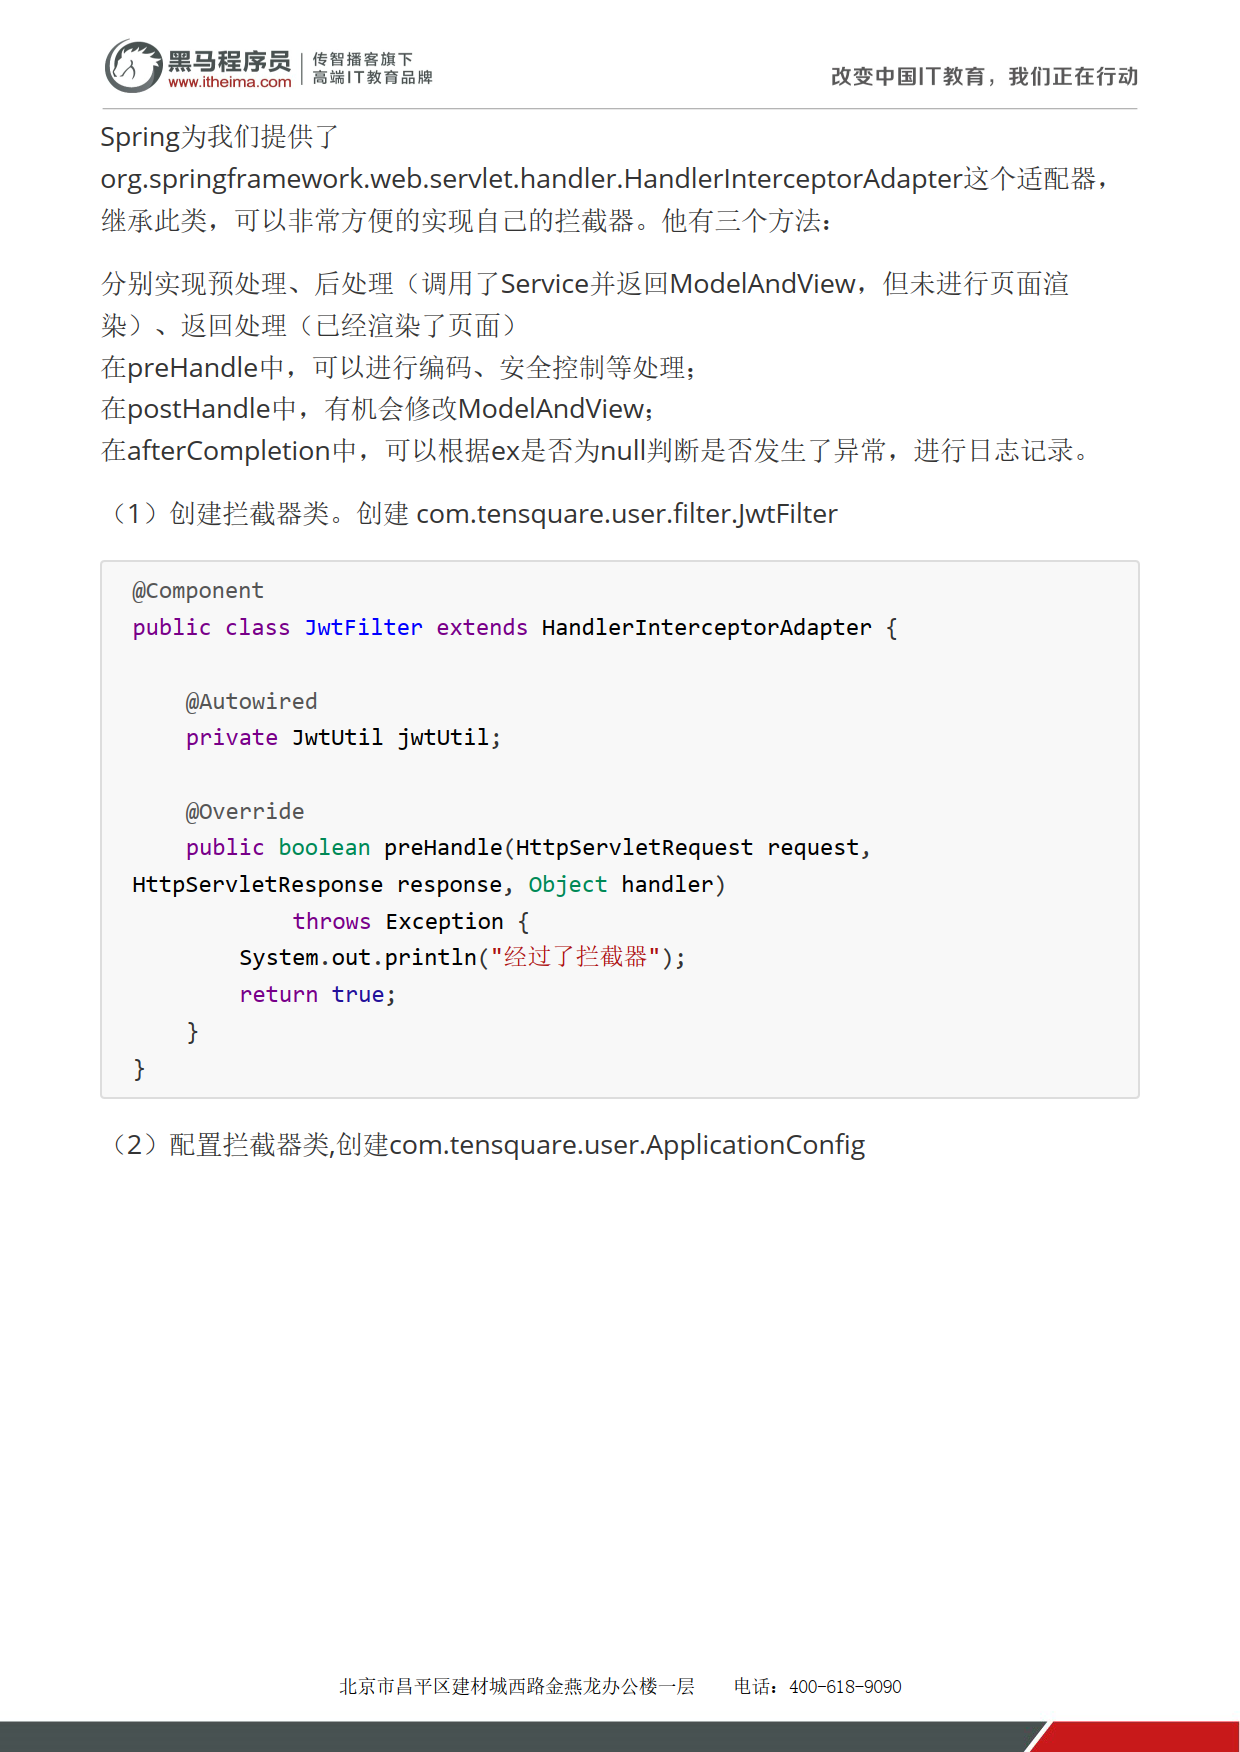 黑马程序员
www.itheima.com
传智播客旗下
高端IT教育品牌
改变中国IT教育，我们正在行动
Spring为我们提供了
org.springframework.web.servlet.handler.HandlerInterceptorAdapter这个适配器，
继承此类，可以非常方便的实现自己的拦截器。他有三个方法：
分别实现预处理、后处理（调用了Service并返回ModelAndView，但未进行页面渲
染）、返回处理（已经渲染了页面）
在preHandle中，可以进行编码、安全控制等处理；
在postHandle中，有机会修改ModelAndView；
在afterCompletion中，可以根据ex是否为null判断是否发生了异常，进行日志记录。
（1）创建拦截器类。创建 com.tensquare.user.filter.JwtFilter
@Component
public class JwtFilter extends HandlerInterceptorAdapter {
    @Autowired
    private JwtUtil jwtUtil;
    @Override
    public boolean preHandle(HttpServletRequest request,
HttpServletResponse response, Object handler)
            throws Exception {
        System.out.println("经过了拦截器");
        return true;
    }
}
（2）配置拦截器类,创建com.tensquare.user.ApplicationConfig
北京市昌平区建材城西路金燕龙办公楼一层 电话：400-618-9090